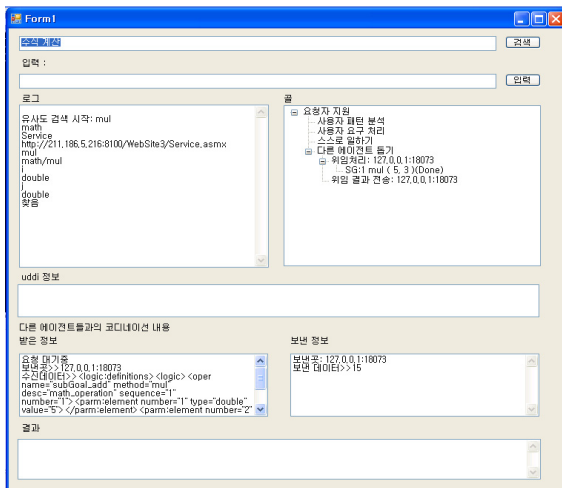 Form1
수식 계산
검색
입력 :
입력
로그
유사도 검색 시작: mul
math
Service
http://211,186,5,216:8100/WebSite3/Service,asmx
mul
math/mul
i
double
j
double
찾음
골
요청자 지원
사용자 패턴 분석
사용자 요구 처리
스스로 일하기
다른 에이전트 돕기
위임처리: 127,0,0,1:18073
SG:1 mul ( 5, 3 )(Done)
위임 결과 전송: 127,0,0,1:18073
uddi 정보
다른 에이전트들과의 코디네이션 내용
받은 정보
요청 대기중
보낸곳>>127,0,0,1:18073
수신데이터>> <logic:definitions> <logic> <oper
name="subGoal_add" method="mul"
desc="math_operation" sequence="1"
number="1"> <parm:element number="1" type="double"
value="5"> </parm:element> <parm:element number="2"
보낸 정보
보낸곳: 127,0,0,1:18073
보낸 데이터>>15
결과